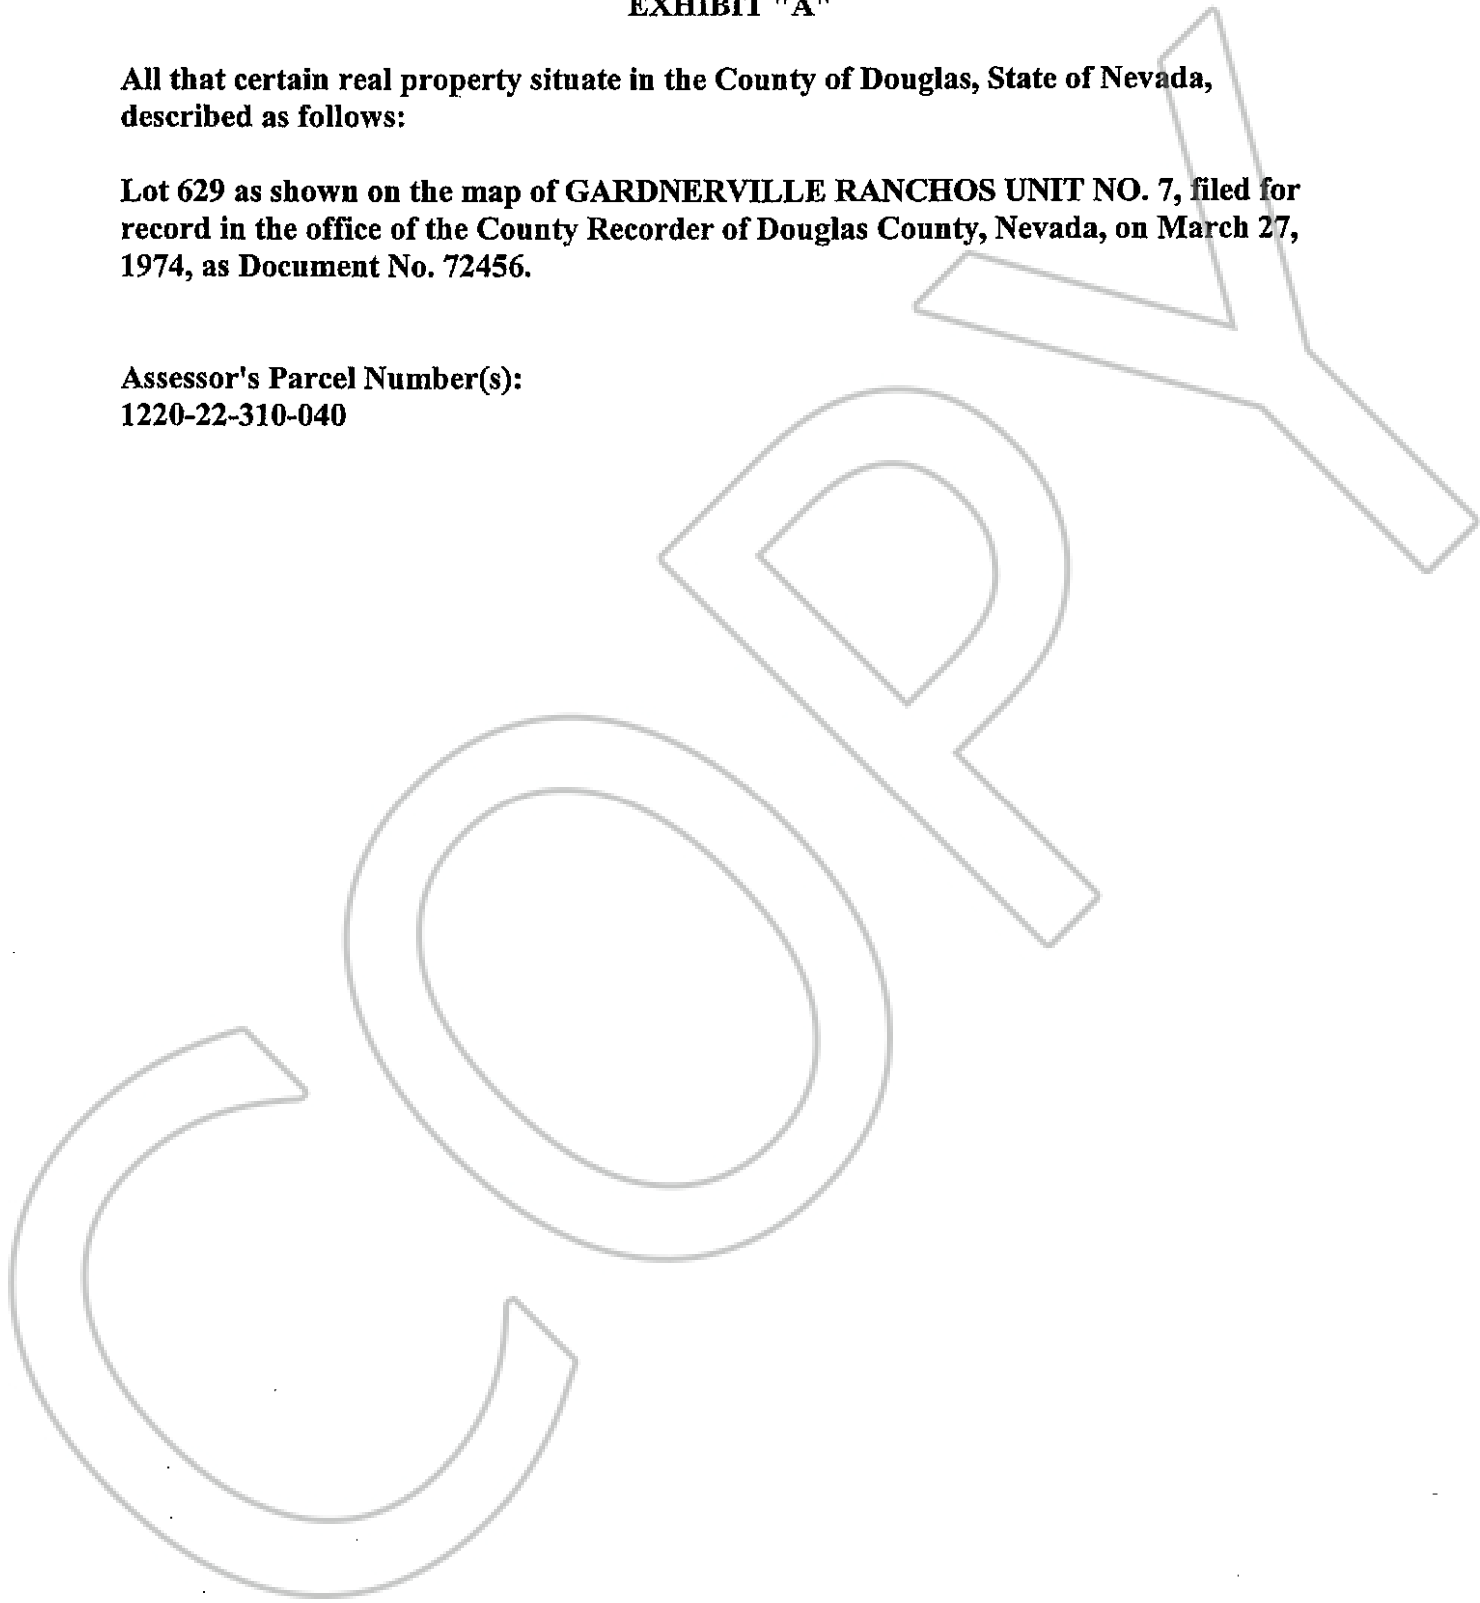 EXHIBIT "A"
All that certain real property situate in the County of Douglas, State of Nevada,
described as follows:
Lot 629 as shown on the map of GARDNERVILLE RANCHOS UNIT NO. 7, filed for
record in the office of the County Recorder of Douglas County, Nevada, on March 27,
1974, as Document No. 72456.
Assessor's Parcel Number(s):
1220-22-310-040
COPY